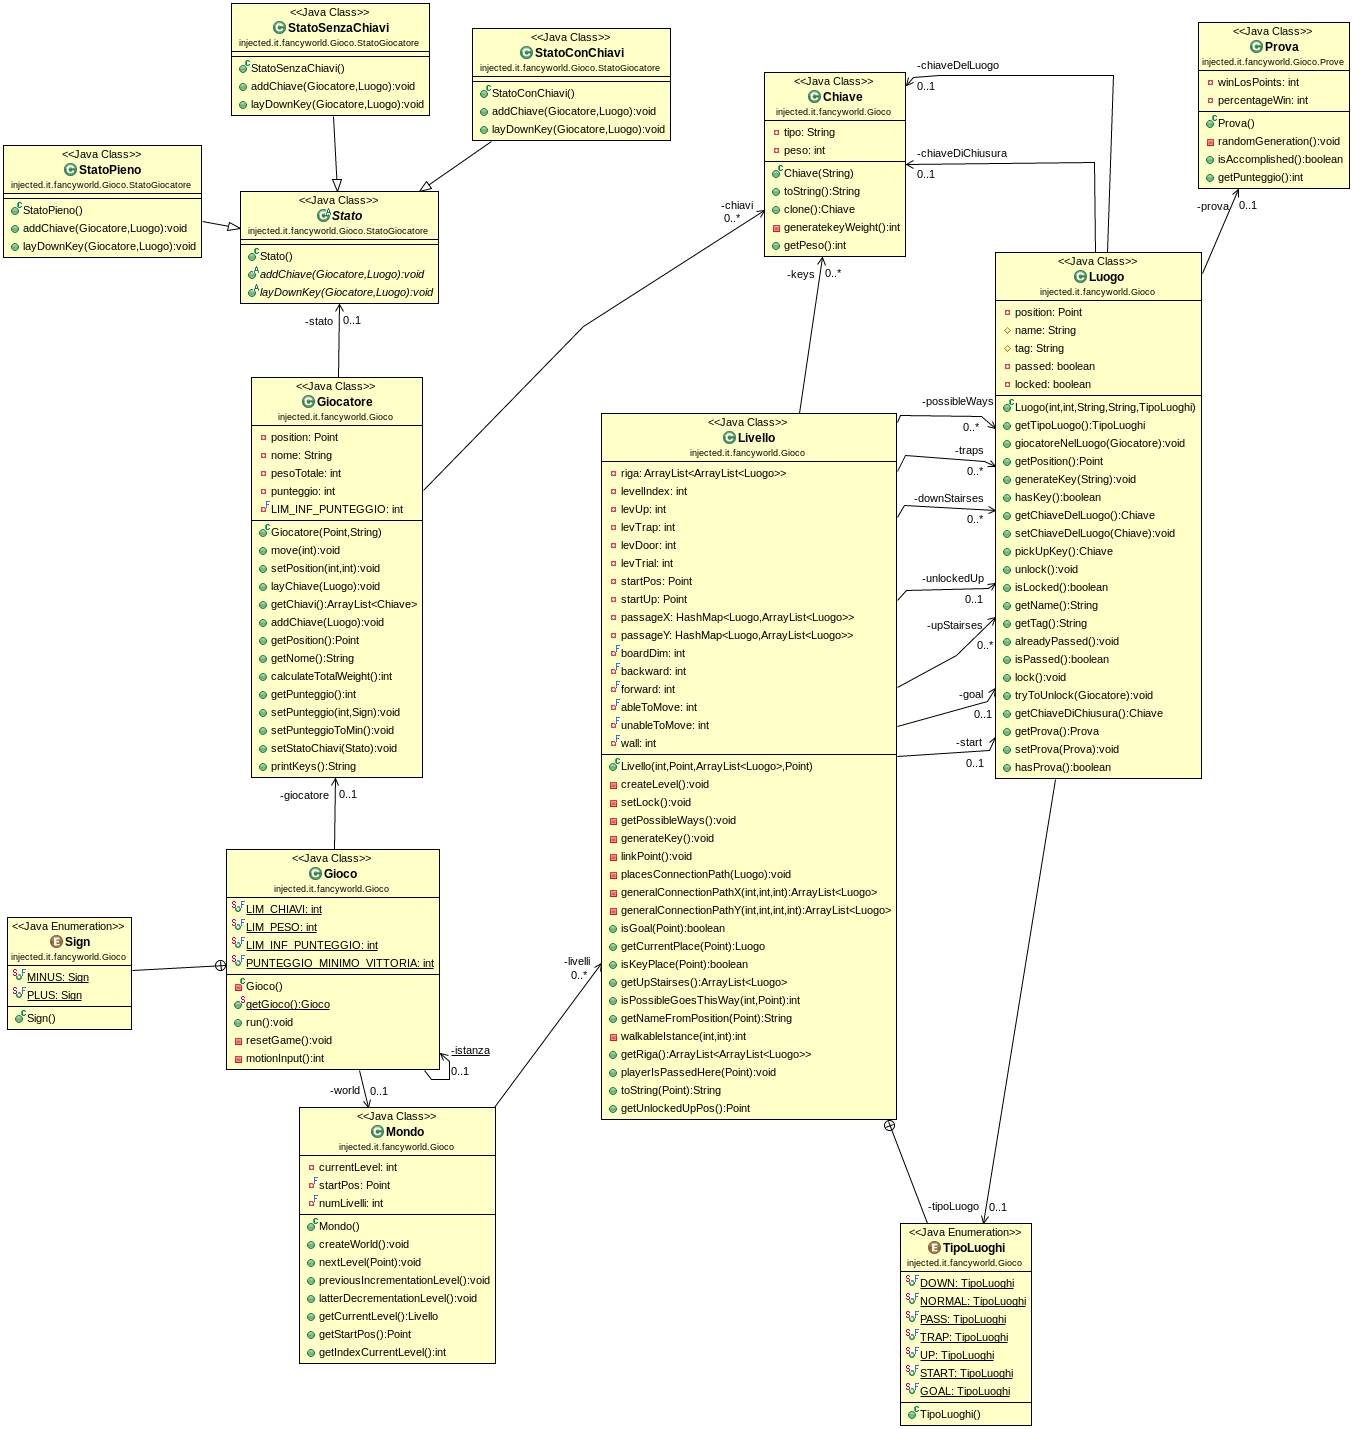 <<Java Class>>
StatoSenzaChiavi
injected.it.fancyworld.Gioco.StatoGiocatore
StatoSenzaChiavi()
addChiave(Giocatore,Luogo):void
layDownKey(Giocatore,Luogo):void
<<Java Class>>
StatoConChiavi
injected.it.fancyworld.Gioco.StatoGiocatore
StatoConChiavi()
addChiave(Giocatore,Luogo):void
layDownKey(Giocatore,Luogo):void
<<Java Class>>
StatoPieno
injected.it.fancyworld.Gioco.StatoGiocatore
StatoPieno()
addChiave(Giocatore,Luogo):void
layDownKey(Giocatore,Luogo):void
<<Java Class>>
Stato
injected.it.fancyworld.Gioco.StatoGiocatore
Stato()
addChiave(Giocatore,Luogo):void
layDownKey(Giocatore,Luogo):void
-stato
0..1
<<Java Class>>
Chiave
injected.it.fancyworld.Gioco
tipo: String
peso: int
Chiave(String)
toString():String
clone():Chiave
generatekeyWeight():int
getPeso():int
-chiaveDelLuogo
0..1
-chiaveDiChiusura
0..1
-chiavi
0..*
-keys
0..*
<<Java Class>>
Prova
injected.it.fancyworld.Gioco.Prove
winLosPoints: int
percentageWin: int
Prova()
randomGeneration():void
isAccomplished():boolean
getPunteggio():int
-prova
0..1
<<Java Class>>
Luogo
injected.it.fancyworld.Gioco
position: Point
name: String
tag: String
passed: boolean
locked: boolean
Luogo(int,int,String,String,TipoLuoghi)
getTipoLuogo():TipoLuoghi
giocatoreNelLuogo(Giocatore):void
getPosition():Point
generateKey(String):void
hasKey():boolean
getChiaveDelLuogo():Chiave
setChiaveDelLuogo(Chiave):void
pickUpKey():Chiave
unlock():void
isLocked():boolean
getName():String
getTag():String
alreadyPassed():void
isPassed():boolean
lock():void
tryToUnlock(Giocatore):void
getChiaveDiChiusura():Chiave
getProva():Prova
setProva(Prova):void
hasProva():boolean
<<Java Class>>
Giocatore
injected.it.fancyworld.Gioco
position: Point
nome: String
pesoTotale: int
punteggio: int
LIM_INF_PUNTEGGIO: int
Giocatore(Point,String)
move(int):void
setPosition(int,int):void
layChiave(Luogo):void
getChiavi():ArrayList<Chiave>
addChiave(Luogo):void
getPosition():Point
getNome():String
calculateTotalWeight():int
getPunteggio():int
setPunteggio(int,Sign):void
setPunteggioToMin():void
setStatoChiavi(Stato):void
printKeys():String
-giocatore
0..1
<<Java Class>>
Livello
injected.it.fancyworld.Gioco
riga: ArrayList<ArrayList<Luogo>>
levelIndex: int
levUp: int
levTrap: int
levDoor: int
levTrial: int
startPos: Point
startUp: Point
passageX: HashMap<Luogo,ArrayList<Luogo>>
passageY: HashMap<Luogo,ArrayList<Luogo>>
boardDim: int
backward: int
forward: int
ableToMove: int
unableToMove: int
wall: int
Livello(int,Point,ArrayList<Luogo>,Point)
createLevel():void
setLock():void
getPossibleWays():void
generateKey():void
linkPoint():void
placesConnectionPath(Luogo):void
generalConnectionPathX(int,int,int):ArrayList<Luogo>
generalConnectionPathY(int,int,int,int):ArrayList<Luogo>
isGoal(Point):boolean
getCurrentPlace(Point):Luogo
isKeyPlace(Point):boolean
getUpStairses():ArrayList<Luogo>
isPossibleGoesThisWay(int,Point):int
getNameFromPosition(Point):String
walkableIstance(int,int):int
getRiga():ArrayList<ArrayList<Luogo>>
playerIsPassedHere(Point):void
toString(Point):String
getUnlockedUpPos():Point
-possibleWays
0..*
-traps
0..*
-downStairses
0..*
-unlockedUp
0..1
-upStairses
0..*
-goal
0..1
-start
0..1
<<Java Class>>
Gioco
injected.it.fancyworld.Gioco
LIM_CHIAVI: int
LIM_PESO: int
LIM_INF_PUNTEGGIO: int
PUNTEGGIO_MINIMO_VITTORIA: int
Gioco()
getGioco():Gioco
run():void
resetGame():void
motionInput():int
-istanza
0..1
-world
0..1
<<Java Enumeration>>
Sign
injected.it.fancyworld.Gioco
MINUS: Sign
PLUS: Sign
Sign()
-livelli
0..*
<<Java Class>>
Mondo
injected.it.fancyworld.Gioco
currentLevel: int
startPos: Point
numLivelli: int
Mondo()
createWorld():void
nextLevel(Point):void
previousIncrementationLevel():void
latterDecrementationLevel():void
getCurrentLevel():Livello
getStartPos():Point
getIndexCurrentLevel():int
-tipoLuogo
0..1
<<Java Enumeration>>
TipoLuoghi
injected.it.fancyworld.Gioco
DOWN: TipoLuoghi
NORMAL: TipoLuoghi
PASS: TipoLuoghi
TRAP: TipoLuoghi
UP: TipoLuoghi
START: TipoLuoghi
GOAL: TipoLuoghi
TipoLuoghi()